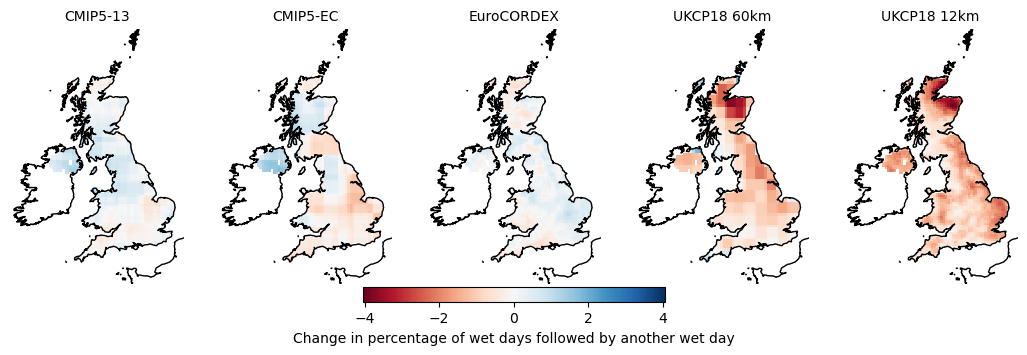 CMIP5-13 CMIP5-EC EuroCORDEX UKCP18 60km UKCP18 12km
−4 −2 0 2 4
Change in percentage of wet days followed by another wet day